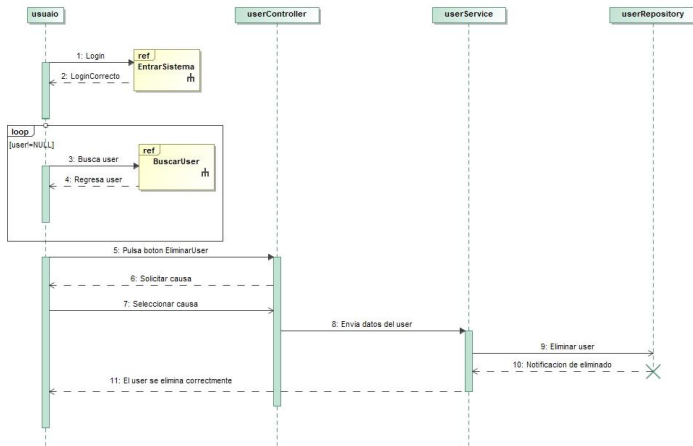 usuaio
userController
userService
userRepository
1: Login
ref
EntrarSistema
2: LoginCorrecto
loop
[user!=NULL]
ref
BuscarUser
3: Busca user
4: Regresa user
5: Pulsa boton EliminarUser
6: Solicitar causa
7: Seleccionar causa
8: Envia datos del user
9: Eliminar user
10: Notificacion de eliminado
11: El user se elimina correctmente